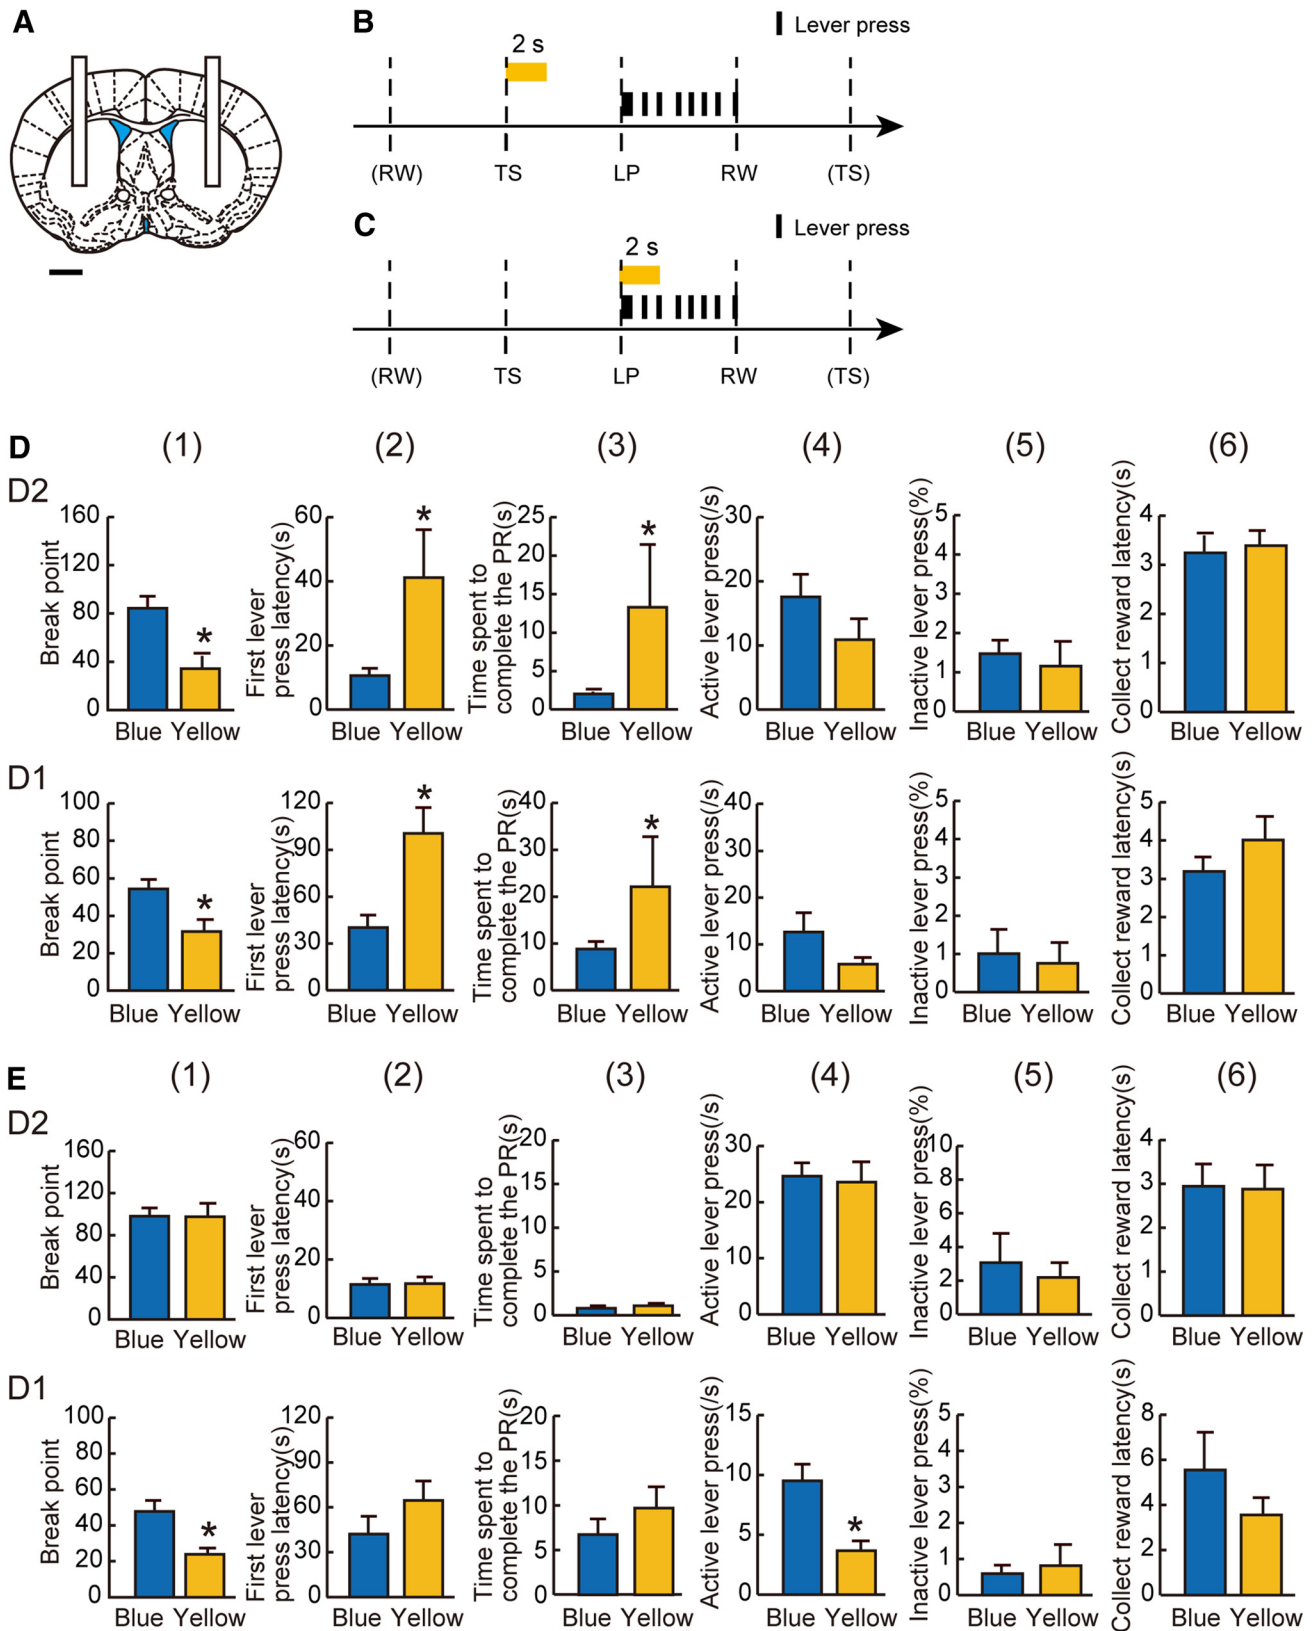 A
B
Lever press
2 s
(RW) TS LP RW (TS)
C
Lever press
2 s
(RW) TS LP RW (TS)
D
(1) (2) (3) (4) (5) (6)
D2
Break point
160
120
80
40
0
Blue Yellow
First lever
press latency(s)
60
40
20
0
*
Blue Yellow
*
Time spent to
complete the PR(s)
25
20
15
10
5
0
*
Blue Yellow
Active lever press(/s)
30
20
10
0
Blue Yellow
Inactive lever press(%)
5
4
3
2
1
0
Blue Yellow
Collect reward latency(s)
4
3
2
1
0
Blue Yellow
D1
Break point
100
80
60
40
20
0
*
Blue Yellow
First lever
press latency(s)
120
90
60
30
0
*
Blue Yellow
Time spent to
complete the PR(s)
40
30
20
10
0
*
Blue Yellow
Active lever press(/s)
40
30
20
10
0
Blue Yellow
Inactive lever press(%)
5
4
3
2
1
0
Blue Yellow
Collect reward latency(s)
5
4
3
2
1
0
Blue Yellow
E
(1) (2) (3) (4) (5) (6)
D2
Break point
160
120
80
40
0
Blue Yellow
First lever
press latency(s)
60
40
20
0
Blue Yellow
Time spent to
complete the PR(s)
20
15
10
5
0
Blue Yellow
Active lever press(/s)
30
20
10
0
Blue Yellow
Inactive lever press(%)
10
8
6
4
2
0
Blue Yellow
Collect reward latency(s)
4
3
2
1
0
Blue Yellow
D1
Break point
100
80
60
40
20
0
*
Blue Yellow
First lever
press latency(s)
120
90
60
30
0
Blue Yellow
Time spent to
complete the PR(s)
20
15
10
5
0
Blue Yellow
Active lever press(/s)
15
10
5
0
*
Blue Yellow
Inactive lever press(%)
5
4
3
2
1
0
Blue Yellow
Collect reward latency(s)
8
6
4
2
0
Blue Yellow